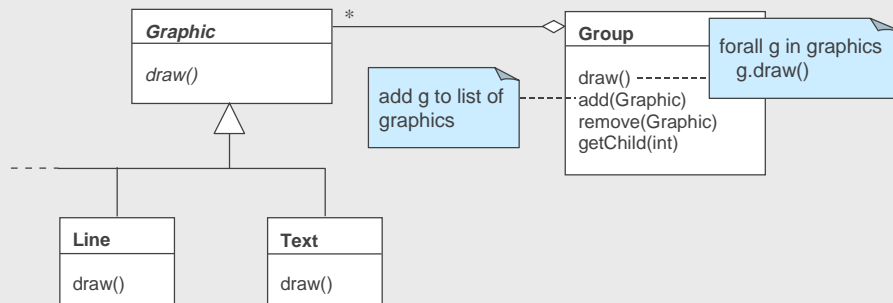 Graphic
draw()
*
Group
draw()
add(Graphic)
remove(Graphic)
getChild(int)
forall g in graphics
g.draw()
add g to list of
graphics
Line
draw()
Text
draw()